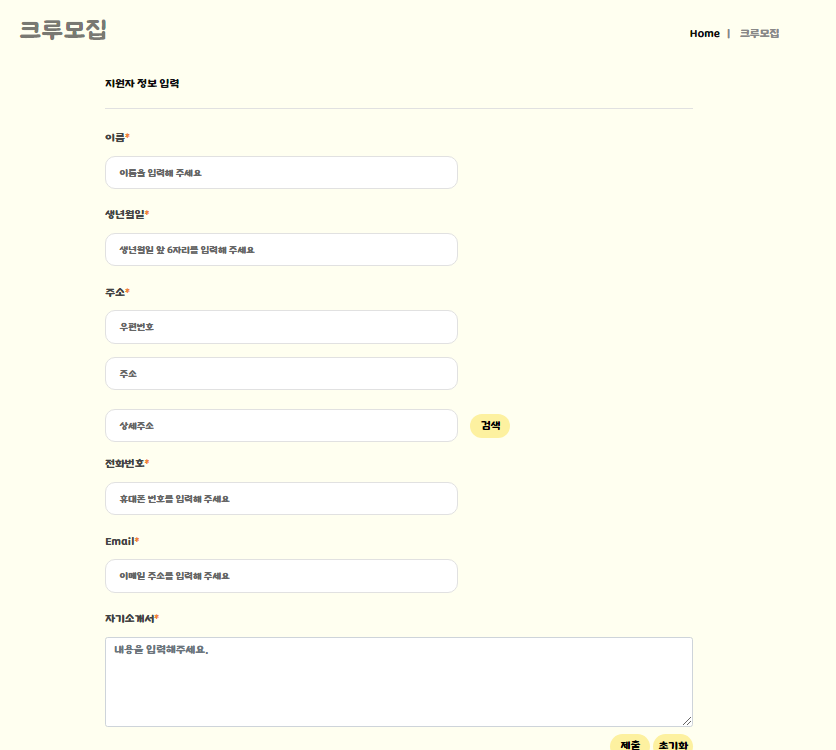 크루모집
Home | 크루모집
지원자 정보 입력
이름*
이름을 입력해 주세요
생년월일*
생년월일 앞 6자리를 입력해 주세요
주소*
우편번호
주소
상세주소
검색
전화번호*
휴대폰 번호를 입력해 주세요
Email*
이메일 주소를 입력해 주세요
자기소개서*
내용을 입력해주세요.
제출 초기화